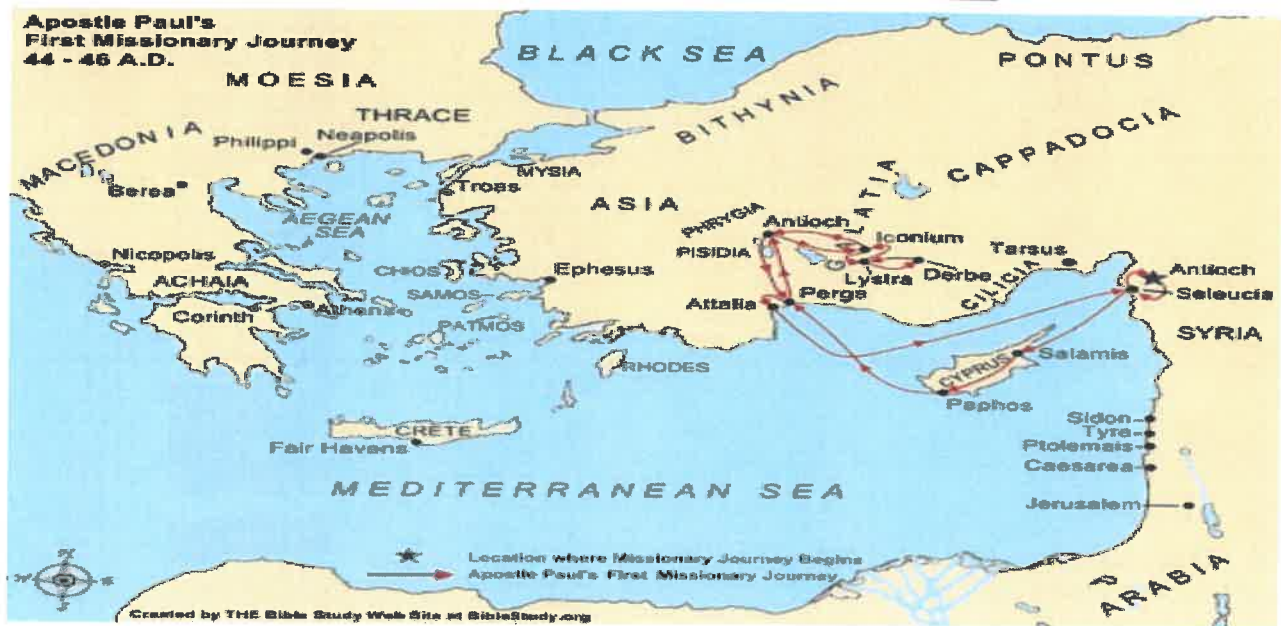 Apostle Paul's
First Missionary Journey
44 - 46 A.D.
BLACK SEA
PONTUS
MOESIA
THRACE
BITHYNIA
MACEDONIA
Philippi
Neapolis
CAPPADOCIA
MYSIA
Berea
Troas
ASIA
GALATIA
PHRYGIA
Antioch
AEGEAN
SEA
PISIDIA
Iconium
Tarsus
Nicopolis
CHIOS
Ephesus
Lystra
Derbe
CILICIA
Antioch
ACHAIA
SAMOS
Seleucia
Corinth
Athens
Attalia
Perga
PATMOS
SYRIA
RHODES
CYPRUS
Salamis
Paphos
CRETE
Sidon
Fair Havens
Tyre
Ptolemais
Caesarea
MEDITERRANEAN SEA
Jerusalem
Location where Missionary Journey Begins
Apostle Paul's First Missionary Journey
ARABIA
Created by THE Bible Study Web Site at BibleStudy.org